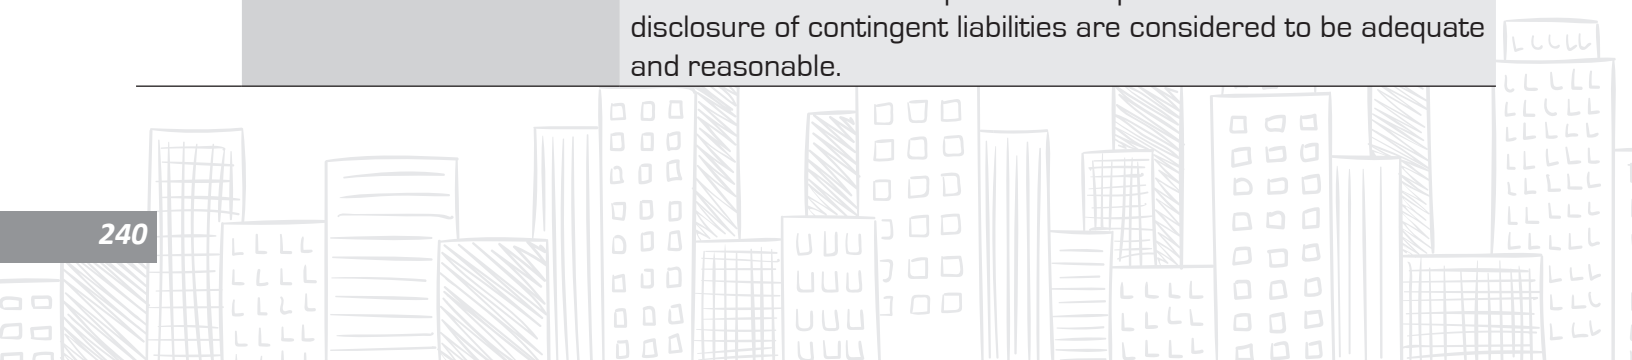 disclosure of contingent liabilities are considered to be adequate
and reasonable.
240